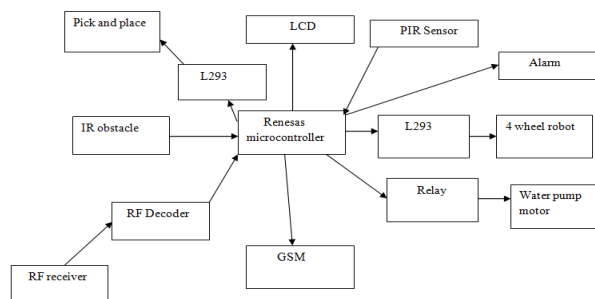 Pick and place
LCD
PIR Sensor
Alarm
L293
IR obstacle
Renesas
microcontroller
L293
4 wheel robot
Relay
Water pump
motor
RF Decoder
GSM
RF receiver